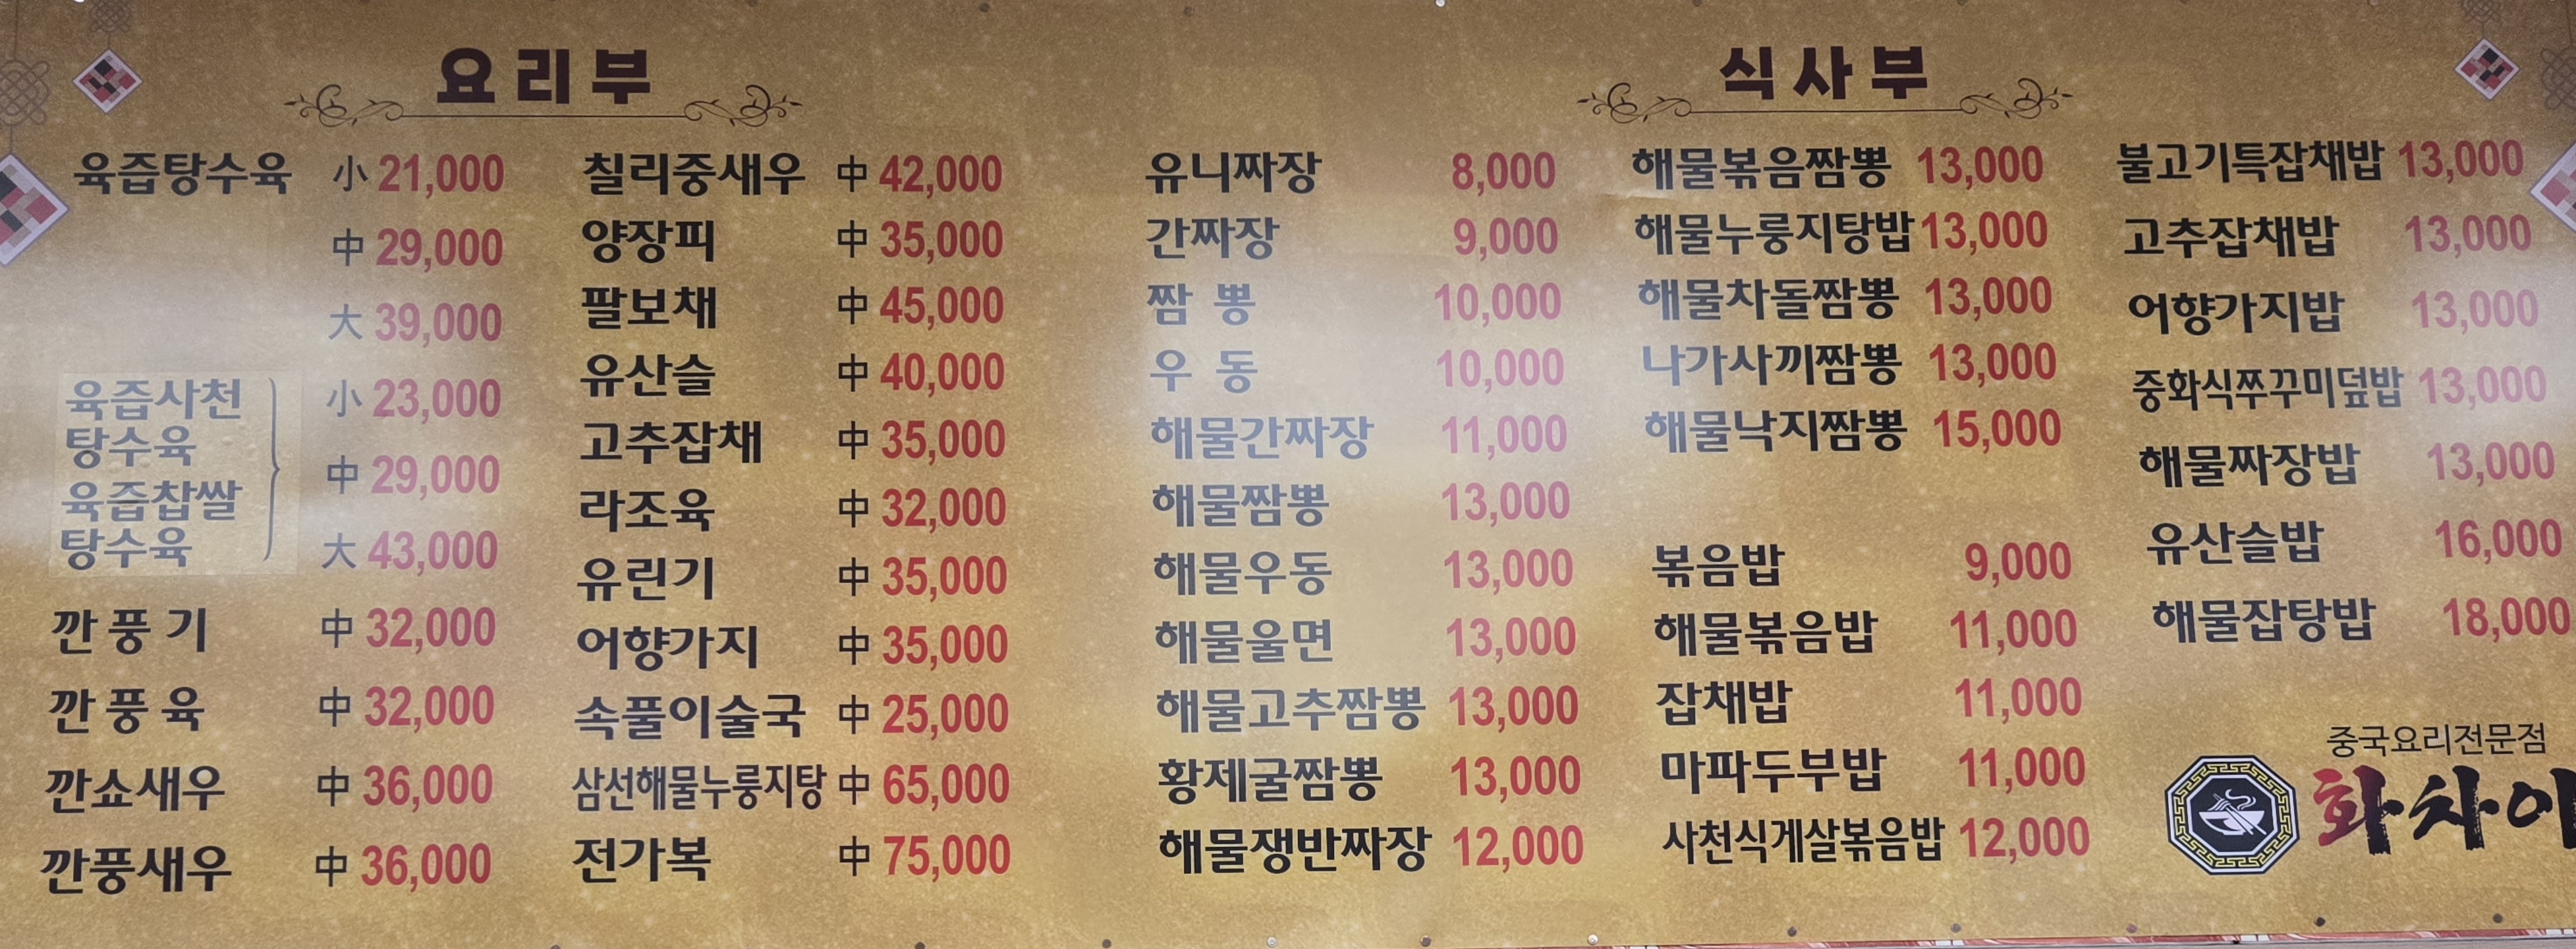 요리부
육즙탕수육 小 21,000
中 29,000
大 39,000
육즙사천
탕수육
육즙찹쌀
탕수육
小 23,000
中 29,000
大 43,000
깐풍기 中 32,000
깐풍육 中 32,000
깐쇼새우 中 36,000
깐풍새우 中 36,000
칠리중새우 中 42,000
양장피 中 35,000
팔보채 中 45,000
유산슬 中 40,000
고추잡채 中 35,000
라조육 中 32,000
유린기 中 35,000
어향가지 中 35,000
속풀이술국 中 25,000
삼선해물누룽지탕 中 65,000
전가복 中 75,000
식사부
유니짜장 8,000
간짜장 9,000
짬뽕 10,000
우동 10,000
해물간짜장 11,000
해물짬뽕 13,000
해물우동 13,000
해물울면 13,000
해물고추짬뽕 13,000
황제굴짬뽕 13,000
해물쟁반짜장 12,000
해물볶음짬뽕 13,000
해물누룽지탕밥 13,000
해물차돌짬뽕 13,000
나가사끼짬뽕 13,000
해물낙지짬뽕 15,000
볶음밥 9,000
해물볶음밥 11,000
잡채밥 11,000
마파두부밥 11,000
사천식게살볶음밥 12,000
불고기특잡채밥 13,000
고추잡채밥 13,000
어향가지밥 13,000
중화식쭈꾸미덮밥 13,000
해물짜장밥 13,000
유산슬밥 16,000
해물잡탕밥 18,000
중국요리전문점
화차이